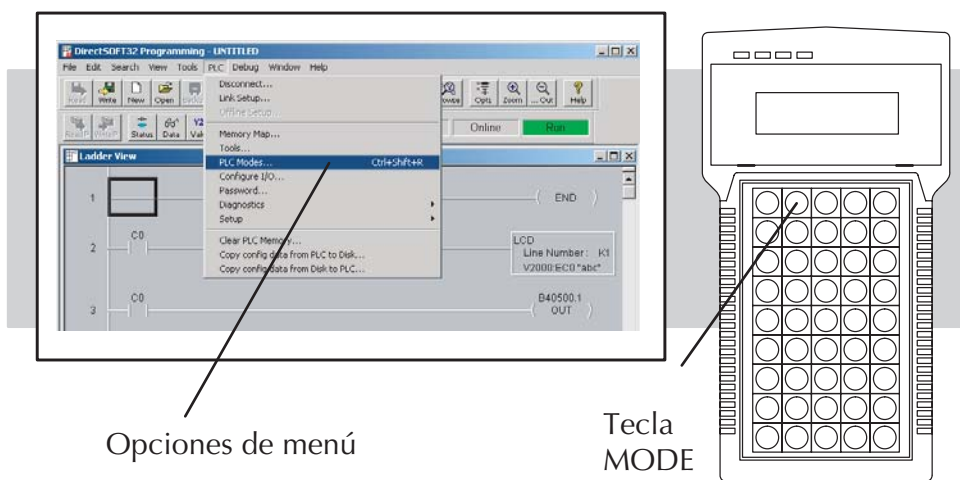 DirectSOFT32 Programming - UNTITLED
File Edit Search View Tools PLC Debug Window Help
Read Write New Open Browse Opts Zoom ... Out Help
Status Data Online Run
Disconnect...
Link Setup...
Offline Setup...
Memory Map...
Tools...
PLC Modes... Ctrl+Shift+R
Configure I/O...
Password...
Diagnostics
Setup
Clear PLC Memory...
Copy config data from PLC to Disk...
Copy config data from Disk to PLC...
Ladder View
1
END
2
C0
LCD
Line Number: K1
V2000:EC0 "abc"
3
C0
B40500.1
OUT
Opciones de menú
Tecla
MODE